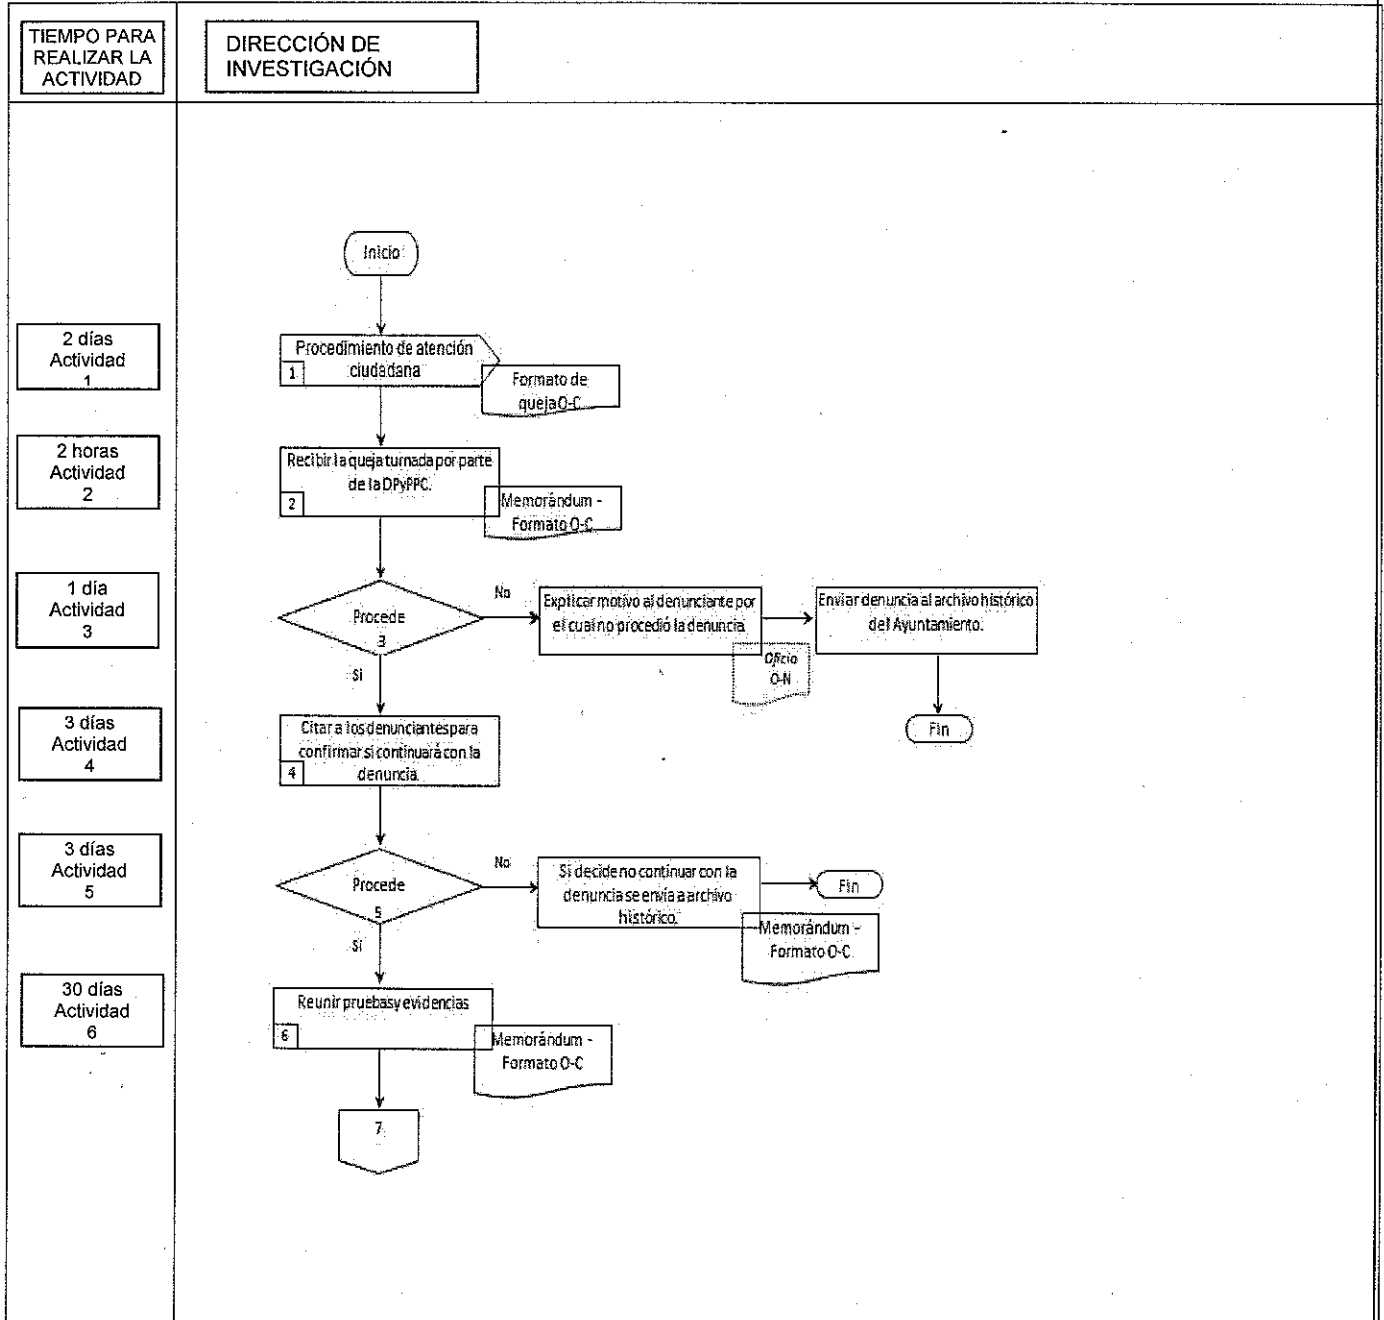 TIEMPO PARA
REALIZAR LA
ACTIVIDAD
DIRECCIÓN DE
INVESTIGACIÓN
Inicio
2 días
Actividad
1
Procedimiento de atención
ciudadana
1
Formato de
queja O-C
2 horas
Actividad
2
Recibir la queja turnada por parte
de la DPyPPC.
2
Memorándum -
Formato O-C
1 día
Actividad
3
Procede
3
No
Explicar motivo al denunciante por
el cual no procedió la denuncia.
Oficio
O-N
Enviar denuncia al archivo histórico
del Ayuntamiento.
Fin
Si
3 días
Actividad
4
Citar a los denunciantes para
confirmar si continuará con la
denuncia.
4
3 días
Actividad
5
Procede
5
No
Si decide no continuar con la
denuncia se envía a archivo
histórico.
Fin
Memorándum -
Formato O-C
Si
30 días
Actividad
6
Reunir pruebas y evidencias
6
Memorándum -
Formato O-C
7